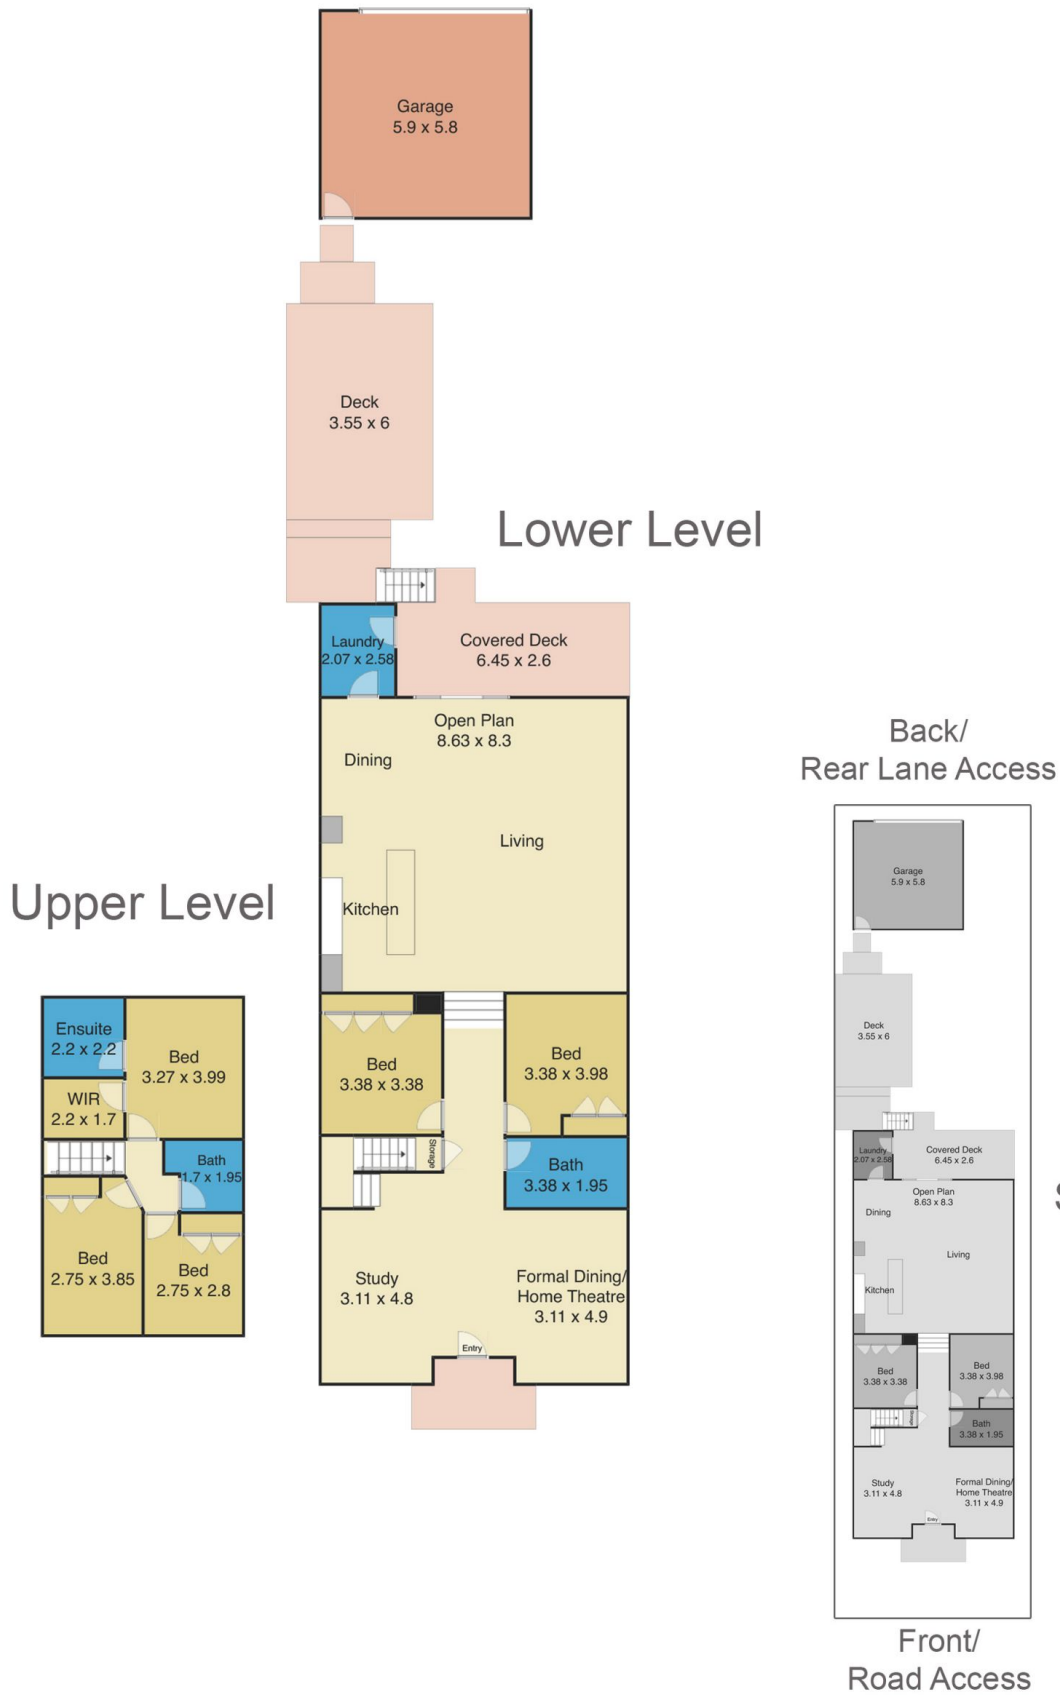 Garage
5.9 x 5.8
Deck
3.55 x 6
Lower Level
Laundry
2.07 x 2.58
Covered Deck
6.45 x 2.6
Open Plan
8.63 x 8.3
Dining
Living
Kitchen
Bed
3.38 x 3.38
Bed
3.38 x 3.98
Storage
Bath
3.38 x 1.95
Study
3.11 x 4.8
Formal Dining/
Home Theatre
3.11 x 4.9
Entry
Upper Level
Ensuite
2.2 x 2.2
Bed
3.27 x 3.99
WIR
2.2 x 1.7
Bath
1.7 x 1.95
Bed
2.75 x 3.85
Bed
2.75 x 2.8
Back/
Rear Lane Access
Garage
5.9 x 5.8
Deck
3.55 x 6
Laundry
2.07 x 2.58
Covered Deck
6.45 x 2.6
Open Plan
8.63 x 8.3
Dining
Living
Kitchen
Bed
3.38 x 3.38
Bed
3.38 x 3.98
Storage
Bath
3.38 x 1.95
Study
3.11 x 4.8
Formal Dining/
Home Theatre
3.11 x 4.9
Entry
Front/
Road Access